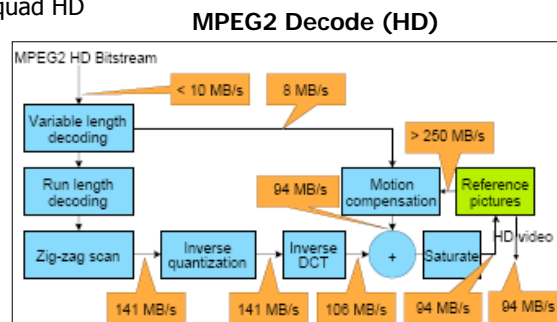 quad HD
MPEG2 Decode (HD)
MPEG2 HD Bitstream
< 10 MB/s
8 MB/s
Variable length
decoding
> 250 MB/s
Run length
decoding
94 MB/s
Motion
compensation
Reference
pictures
HD video
Zig-zag scan
Inverse
quantization
Inverse
DCT
+
Saturate
141 MB/s
141 MB/s
106 MB/s
94 MB/s
94 MB/s